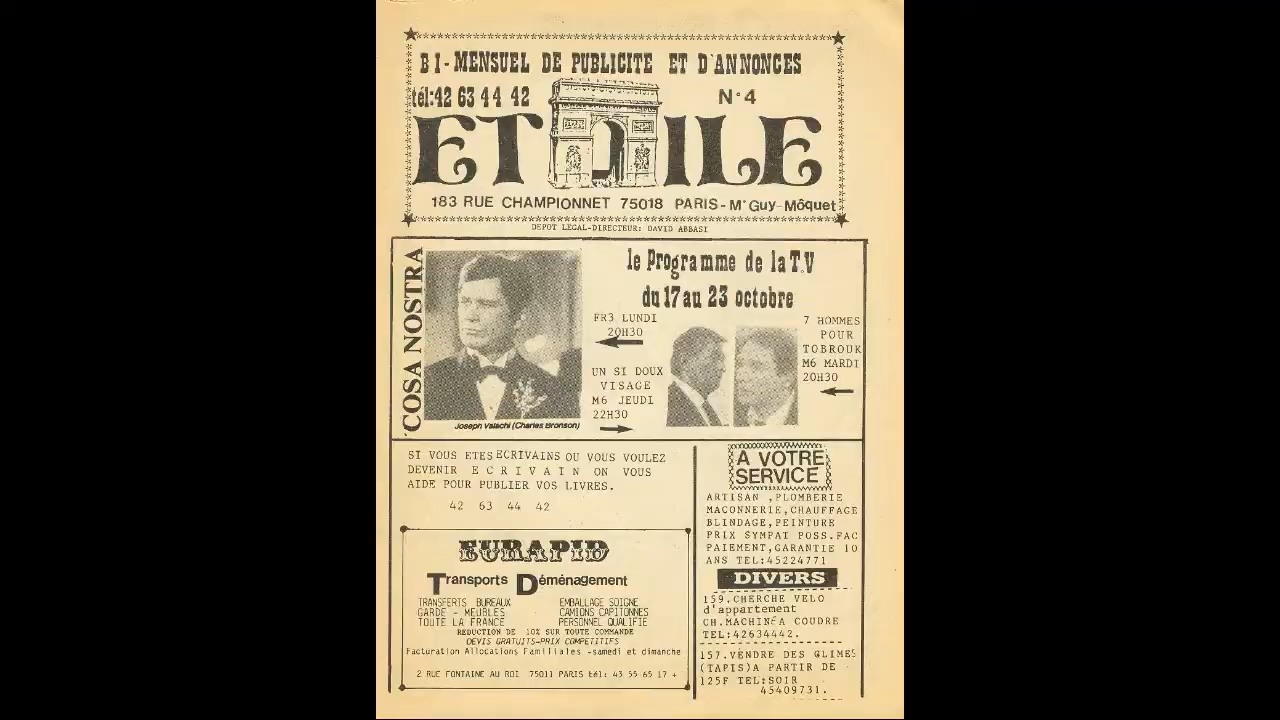 BI-MENSUEL DE PUBLICITE ET D'ANNONCES
tél:42 63 44 42
N°4
ETOILE
183 RUE CHAMPIONNET 75018 PARIS-M°Guy-Môquet
DEPOT LEGAL-DIRECTEUR: DAVID ABBASI
'COSA NOSTRA
Joseph Valachi (Charles Bronson)
le Programme de la T.V
du 17 au 23 octobre
FR3 LUNDI
20H30
UN SI DOUX
VISAGE
M6 JEUDI
22H30
7 HOMMES
POUR
TOBROUK
M6 MARDI
20H30
SI VOUS ETES ECRIVAINS OU VOUS VOULEZ
DEVENIR E C R I V A I N ON VOUS
AIDE POUR PUBLIER VOS LIVRES.
42 63 44 42
EURAPID
Transports Déménagement
TRANSFERTS BUREAUX
GARDE - MEUBLES
TOUTE LA FRANCE
EMBALLAGE SOIGNE
CAMIONS CAPITONNES
PERSONNEL QUALIFIE
REDUCTION DE 10% SUR TOUTE COMMANDE
DEVIS GRATUITS-PRIX COMPETITIFS
Facturation Allocations Familiales -samedi et dimanche
2 RUE FONTAINE AU ROI 75011 PARIS tél: 43 55 65 17 +
A VOTRE
SERVICE
ARTISAN ,PLOMBERIE
MACONNERIE,CHAUFFAGE
BLINDAGE,PEINTURE
PRIX SYMPAT POSS.FAC
PAIEMENT,GARANTIE 10
ANS TEL:45224771
DIVERS
159.CHERCHE VELO
d'appartement
CH.MACHINE A COUDRE
TEL:42634442.
157.VENDRE DES GLIMES
(TAPIS)A PARTIR DE
125F TEL:SOIR
45409731.